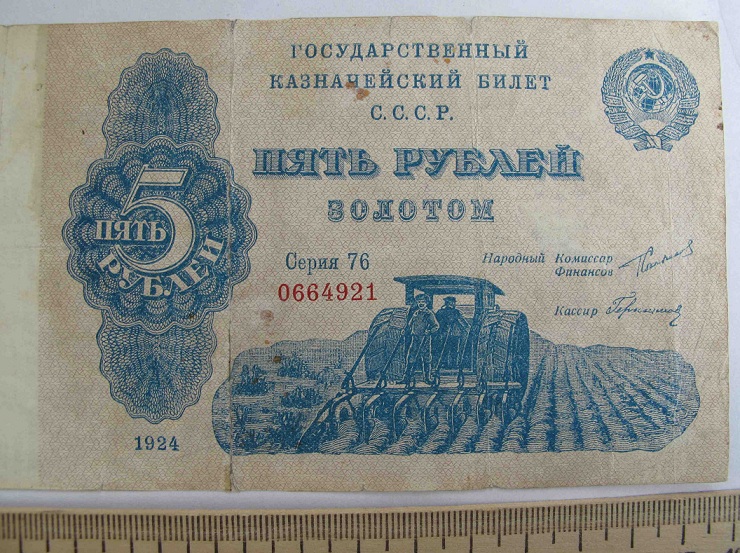 ГОСУДАРСТВЕННЫЙ
КАЗНАЧЕЙСКИЙ БИЛЕТ
С.С.С.Р.
ПЯТЬ РУБЛЕЙ
ЗОЛОТОМ
5
ПЯТЬ
РУБЛЕЙ
Серия 76
0664921
Народный Комиссар
Финансов
Кассир
1924